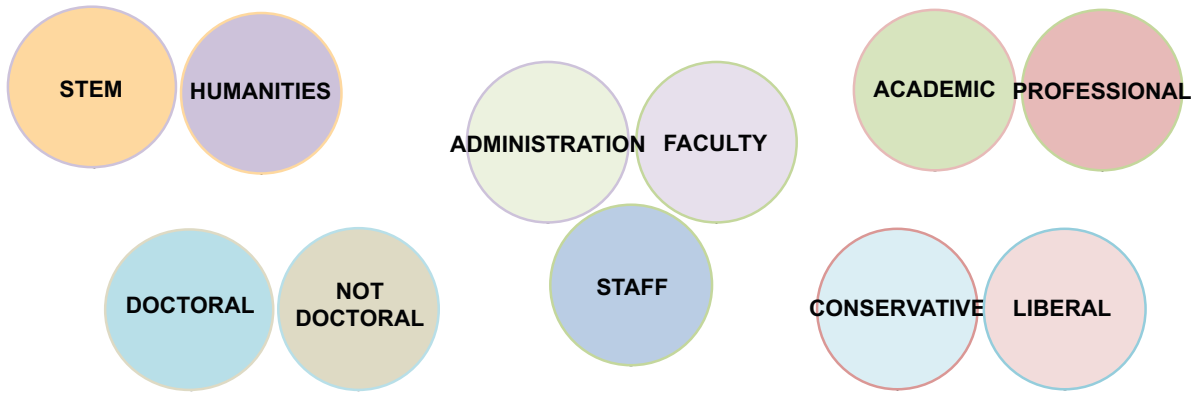 STEM
HUMANITIES
ADMINISTRATION
FACULTY
STAFF
ACADEMIC
PROFESSIONAL
DOCTORAL
NOT
DOCTORAL
CONSERVATIVE
LIBERAL